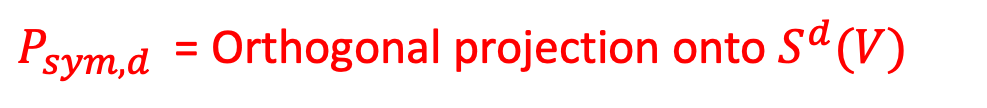 P_{sym,d} = Orthogonal projection onto S^d(V)